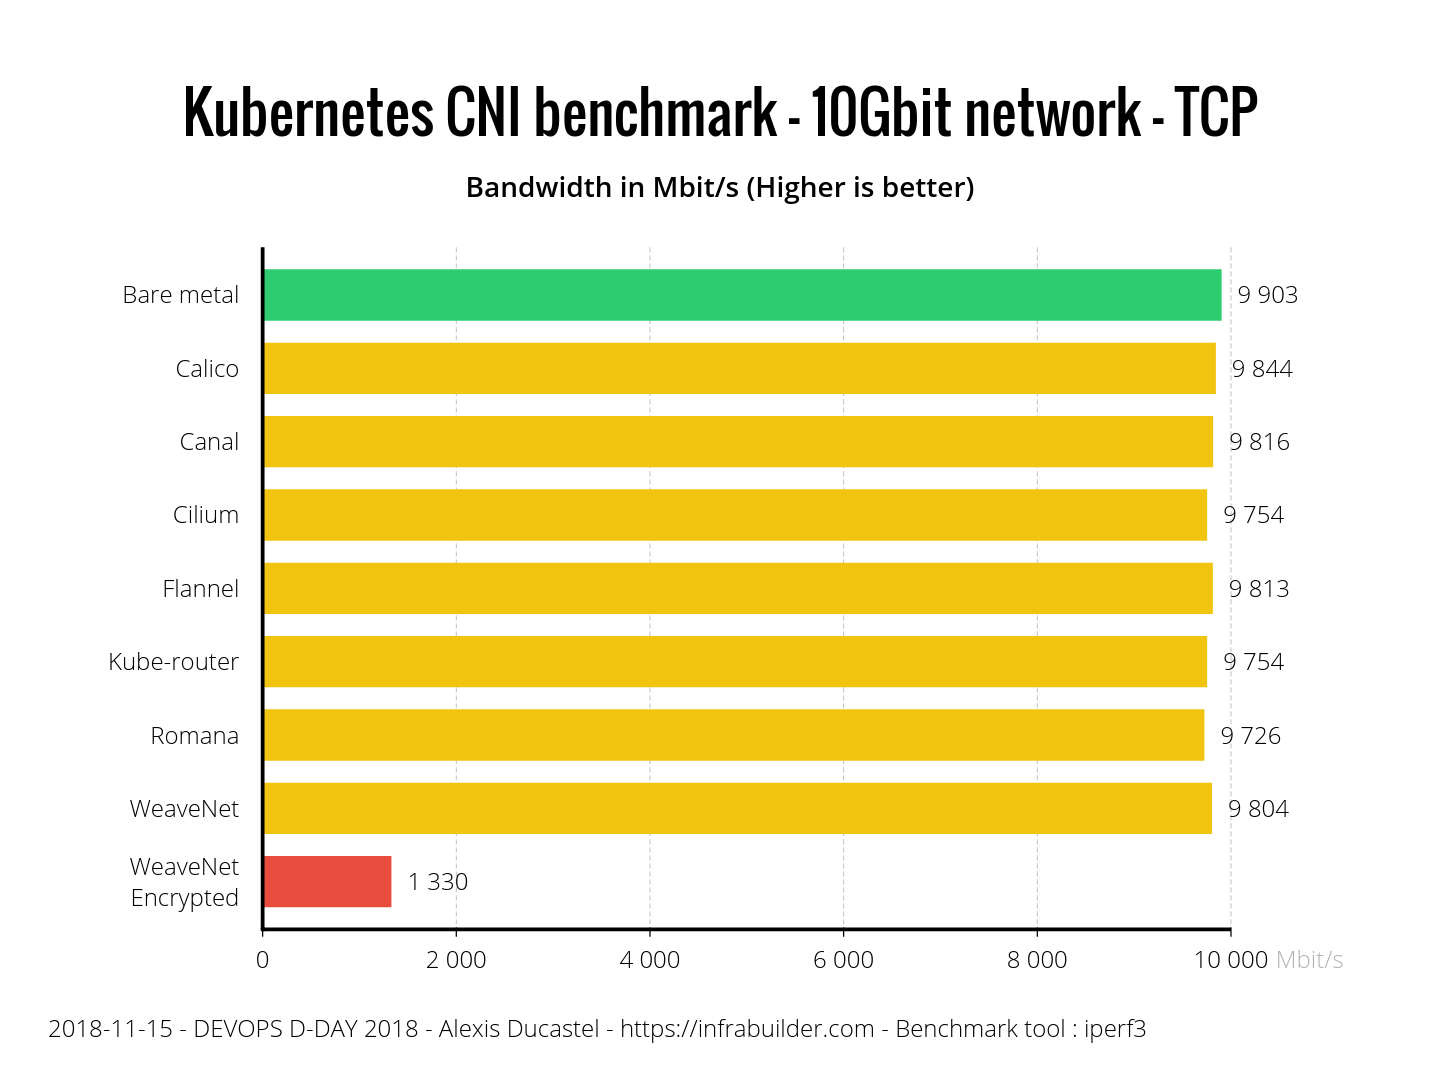 Kubernetes CNI benchmark - 10Gbit network - TCP
Bandwidth in Mbit/s (Higher is better)
Bare metal 9 903
Calico 9 844
Canal 9 816
Cilium 9 754
Flannel 9 813
Kube-router 9 754
Romana 9 726
WeaveNet 9 804
WeaveNet
Encrypted 1 330
0 2 000 4 000 6 000 8 000 10 000 Mbit/s
2018-11-15 - DEVOPS D-DAY 2018 - Alexis Ducastel - https://infrabuilder.com - Benchmark tool : iperf3